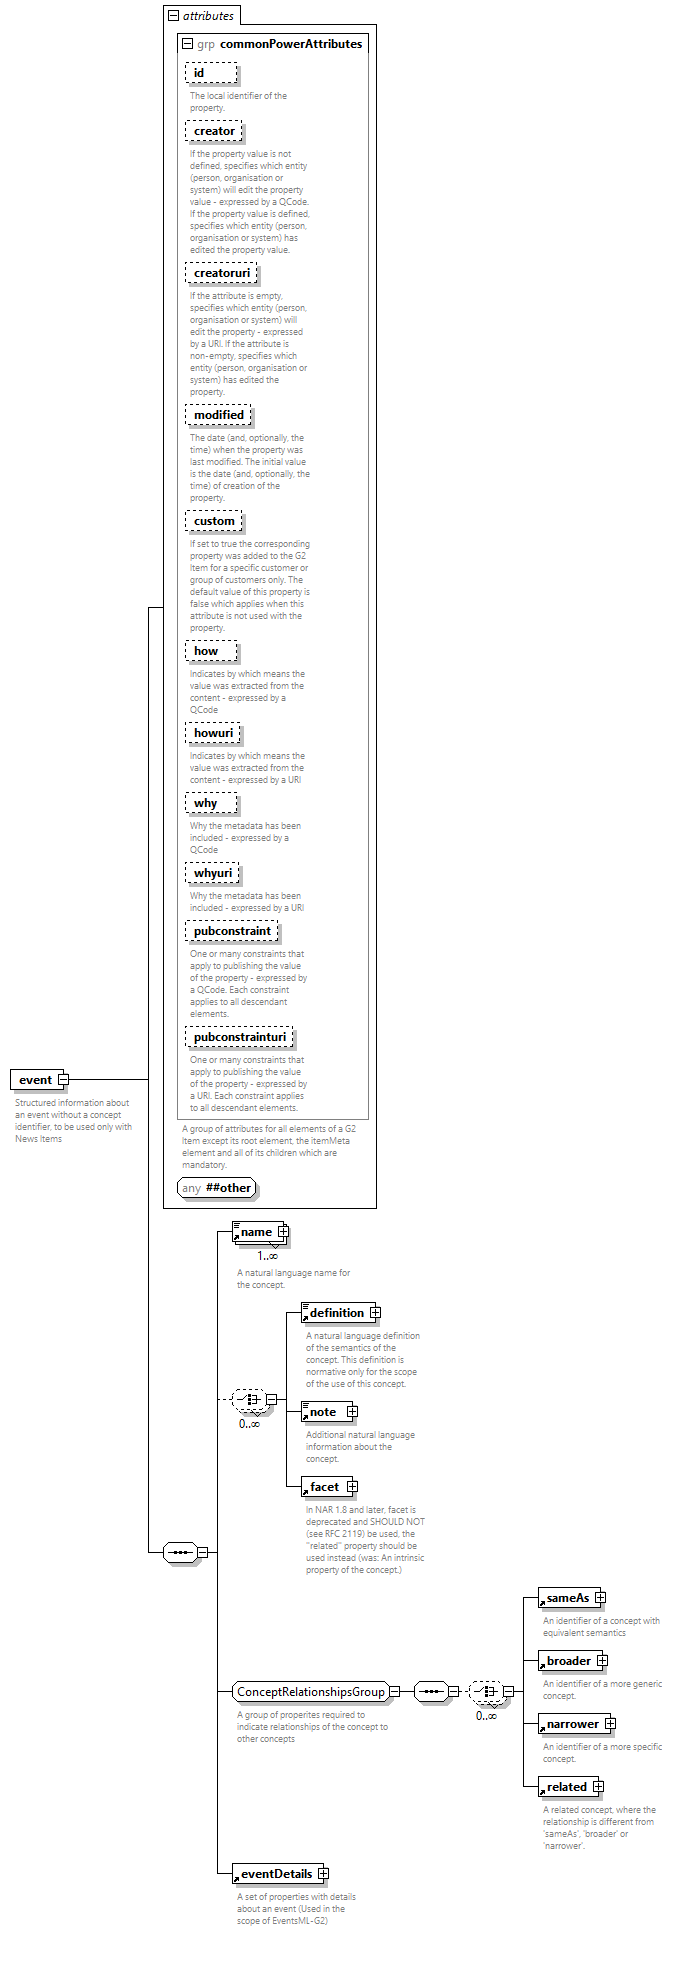 attributes
grp commonPowerAttributes
id
The local identifier of the
property.
creator
If the property value is not
defined, specifies which entity
(person, organisation or
system) will edit the property
value - expressed by a QCode.
If the property value is defined,
specifies which entity (person,
organisation or system) has
edited the property value.
creatoruri
If the attribute is empty,
specifies which entity (person,
organisation or system) will
edit the property - expressed
by a URI. If the attribute is
non-empty, specifies which
entity (person, organisation or
system) has edited the
property.
modified
The date (and, optionally, the
time) when the property was
last modified. The initial value
is the date (and, optionally, the
time) of creation of the
property.
custom
If set to true the corresponding
property was added to the G2
Item for a specific customer or
group of customers only. The
default value of this property is
false which applies when this
attribute is not used with the
property.
how
Indicates by which means the
value was extracted from the
content - expressed by a
QCode
howuri
Indicates by which means the
value was extracted from the
content - expressed by a URI
why
Why the metadata has been
included - expressed by a
QCode
whyuri
Why the metadata has been
included - expressed by a URI
pubconstraint
One or many constraints that
apply to publishing the value
of the property - expressed by
a QCode. Each constraint
applies to all descendant
elements.
pubconstrainturi
One or many constraints that
apply to publishing the value
of the property - expressed by
a URI. Each constraint applies
to all descendant elements.
A group of attributes for all elements of a G2
Item except its root element, the itemMeta
element and all of its children which are
mandatory.
any ##other
event
Structured information about
an event without a concept
identifier, to be used only with
News Items
name
1..∞
A natural language name for
the concept.
definition
A natural language definition
of the semantics of the
concept. This definition is
normative only for the scope
of the use of this concept.
0..∞
note
Additional natural language
information about the
concept.
facet
In NAR 1.8 and later, facet is
deprecated and SHOULD NOT
(see RFC 2119) be used, the
"related" property should be
used instead (was: An intrinsic
property of the concept.)
ConceptRelationshipsGroup
A group of properites required to
indicate relationships of the concept to
other concepts
0..∞
sameAs
An identifier of a concept with
equivalent semantics
broader
An identifier of a more generic
concept.
narrower
An identifier of a more specific
concept.
related
A related concept, where the
relationship is different from
'sameAs', 'broader' or
'narrower'.
eventDetails
A set of properties with details
about an event (Used in the
scope of EventsML-G2)